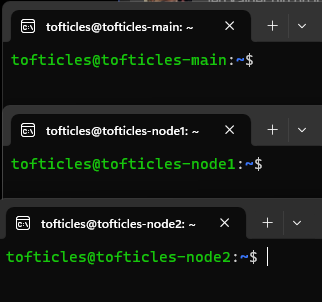 tofticles@tofticles-main: ~
tofticles@tofticles-main:~$
tofticles@tofticles-node1: ~
tofticles@tofticles-node1:~$
tofticles@tofticles-node2: ~
tofticles@tofticles-node2:~$